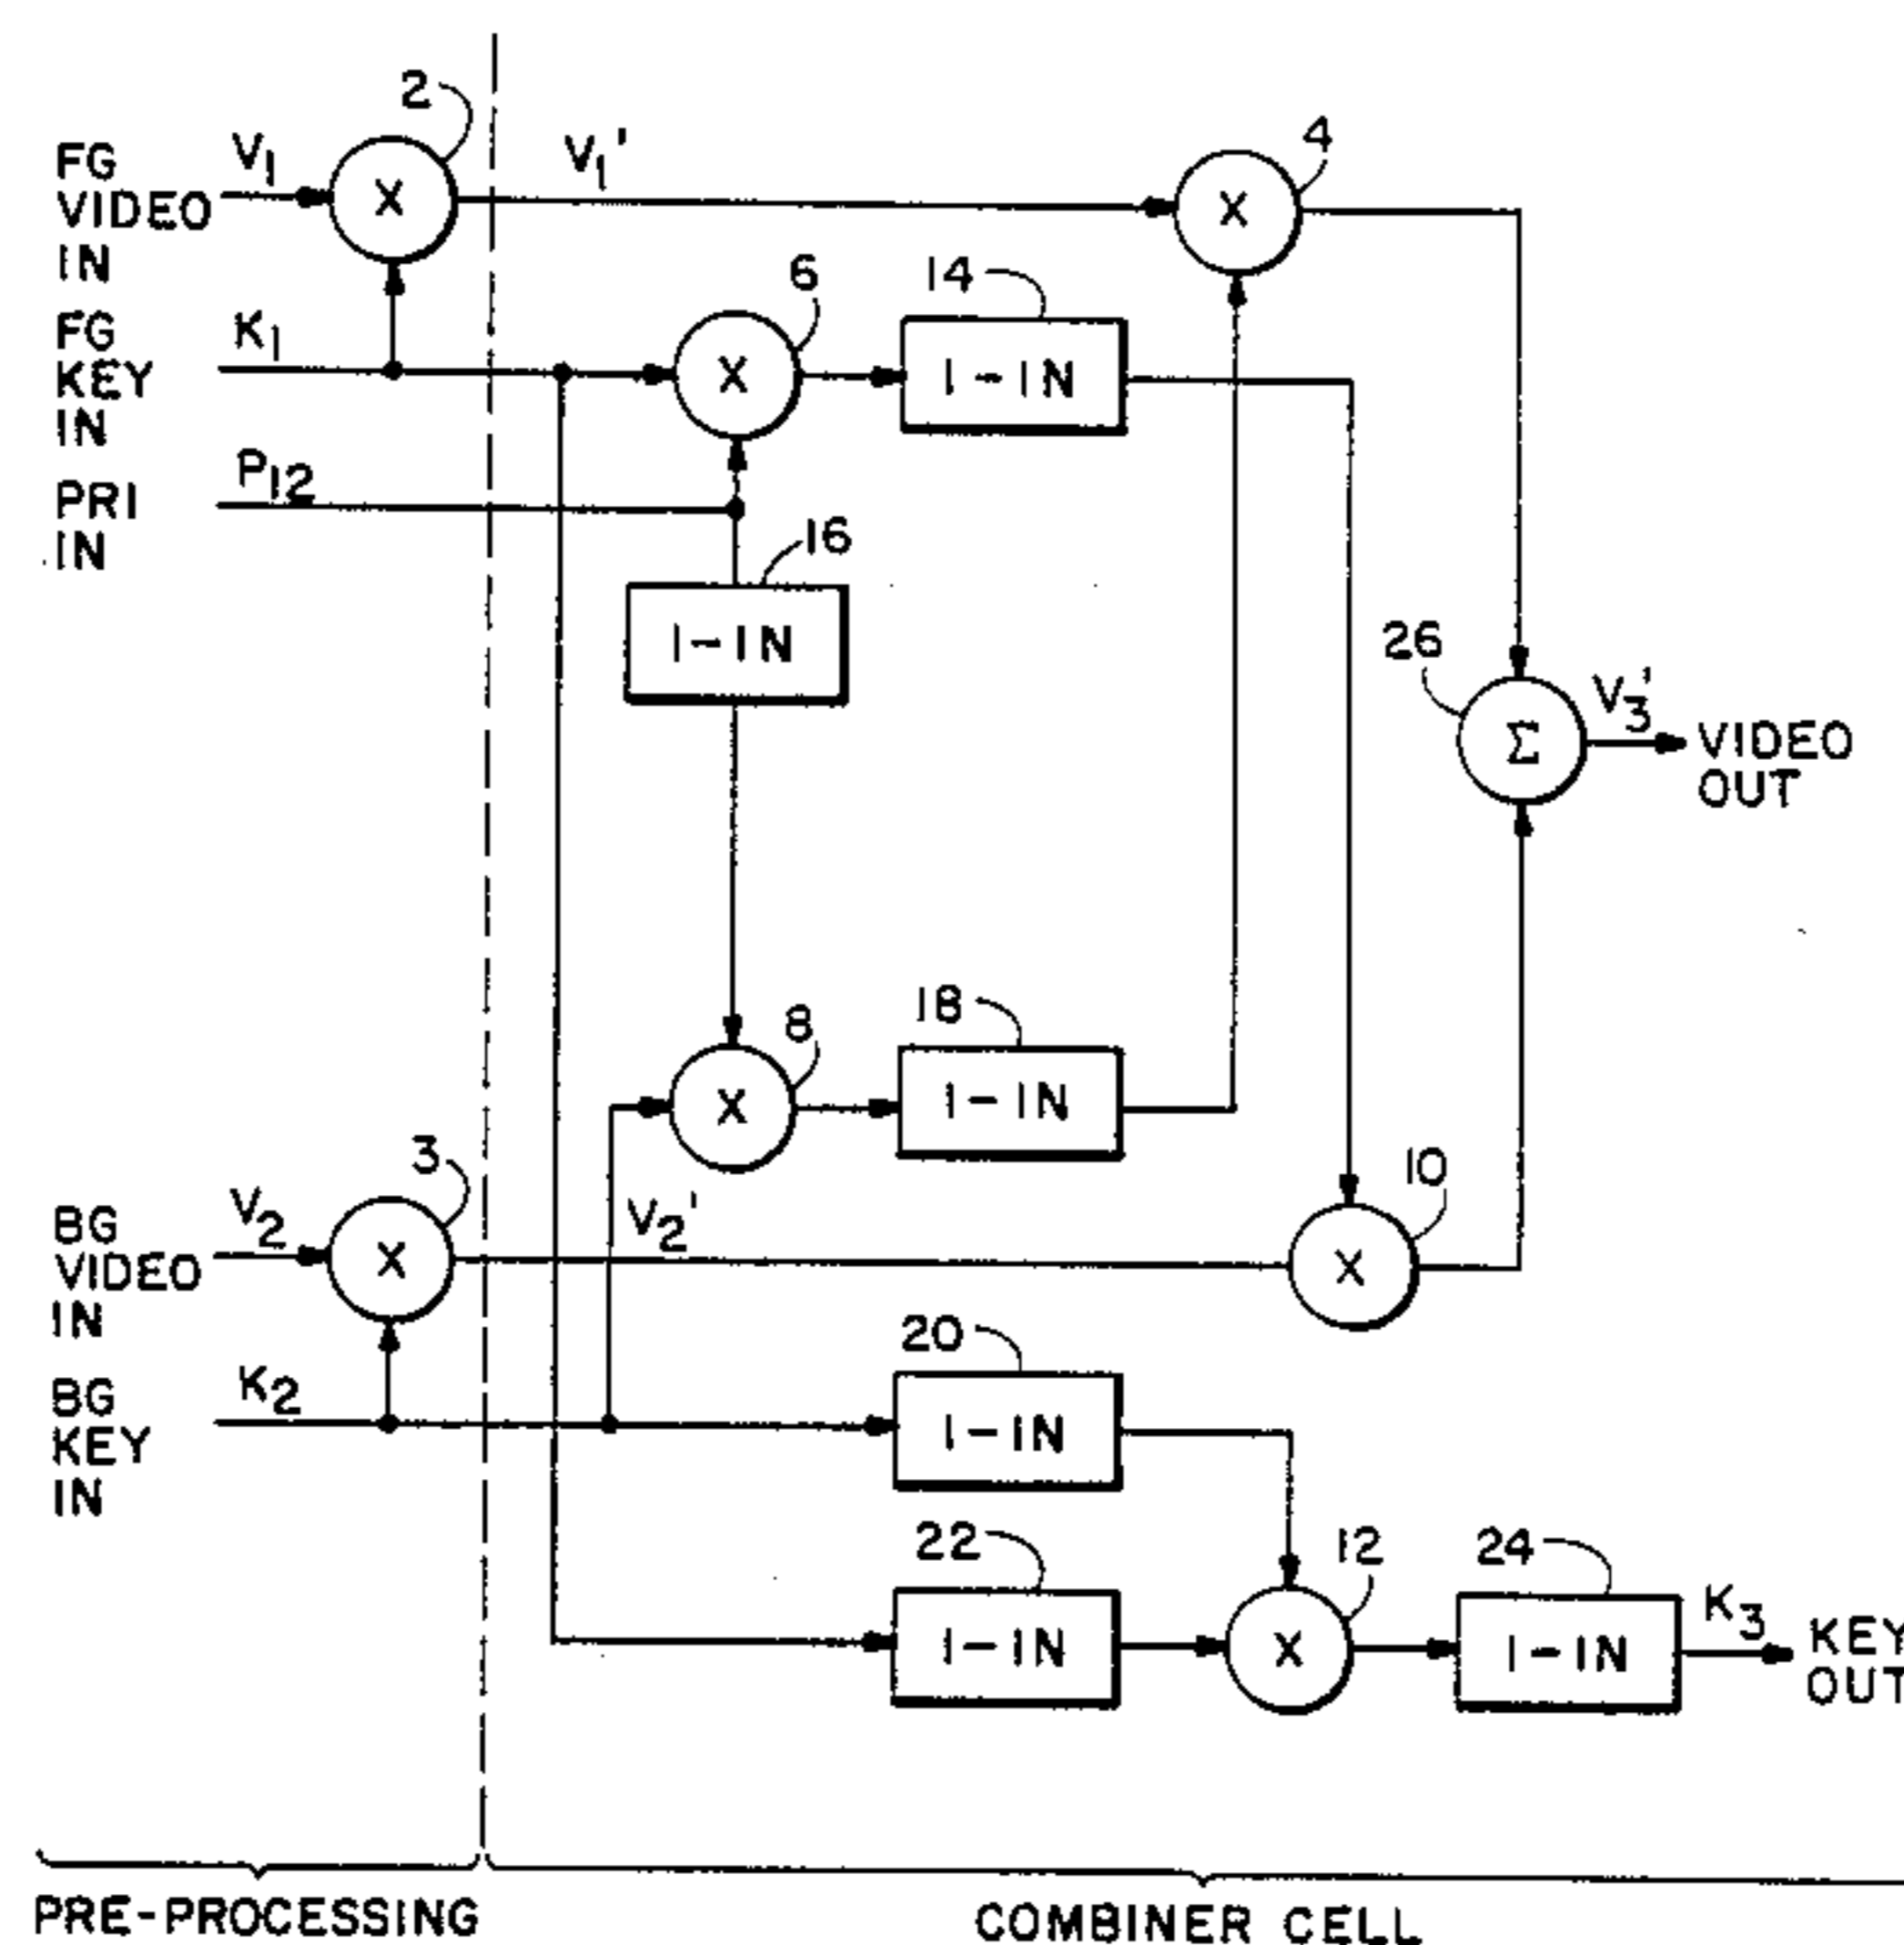 2
V1
V1'
4
FG
VIDEO
IN
X
X
6
14
FG
KEY
IN
K1
X
1-IN
P12
PRI
IN
16
1-IN
26
V3'
Σ
VIDEO
OUT
8
18
X
1-IN
3
10
BG
VIDEO
IN
V2
V2'
X
X
20
BG
KEY
IN
K2
1-IN
22
12
24
K3
1-IN
X
1-IN
KEY
OUT
PRE-PROCESSING
COMBINER CELL